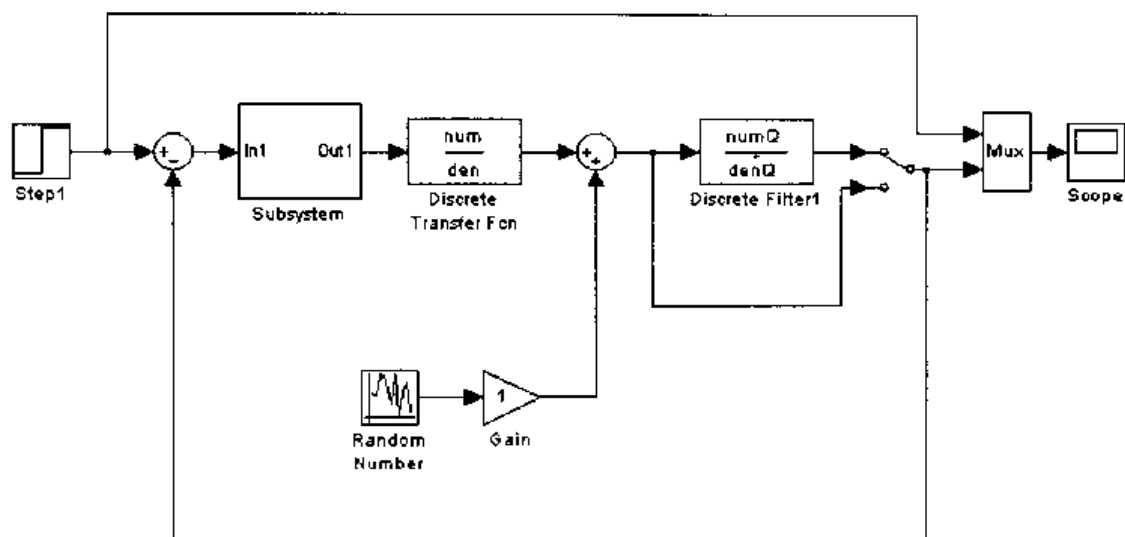 Step1
+
−
In1
Out1
Subsystem
num
den
Discrete
Transfer Fcn
+
+
numQ
denQ
Discrete Filter1
Mux
Scope
Random
Number
1
Gain